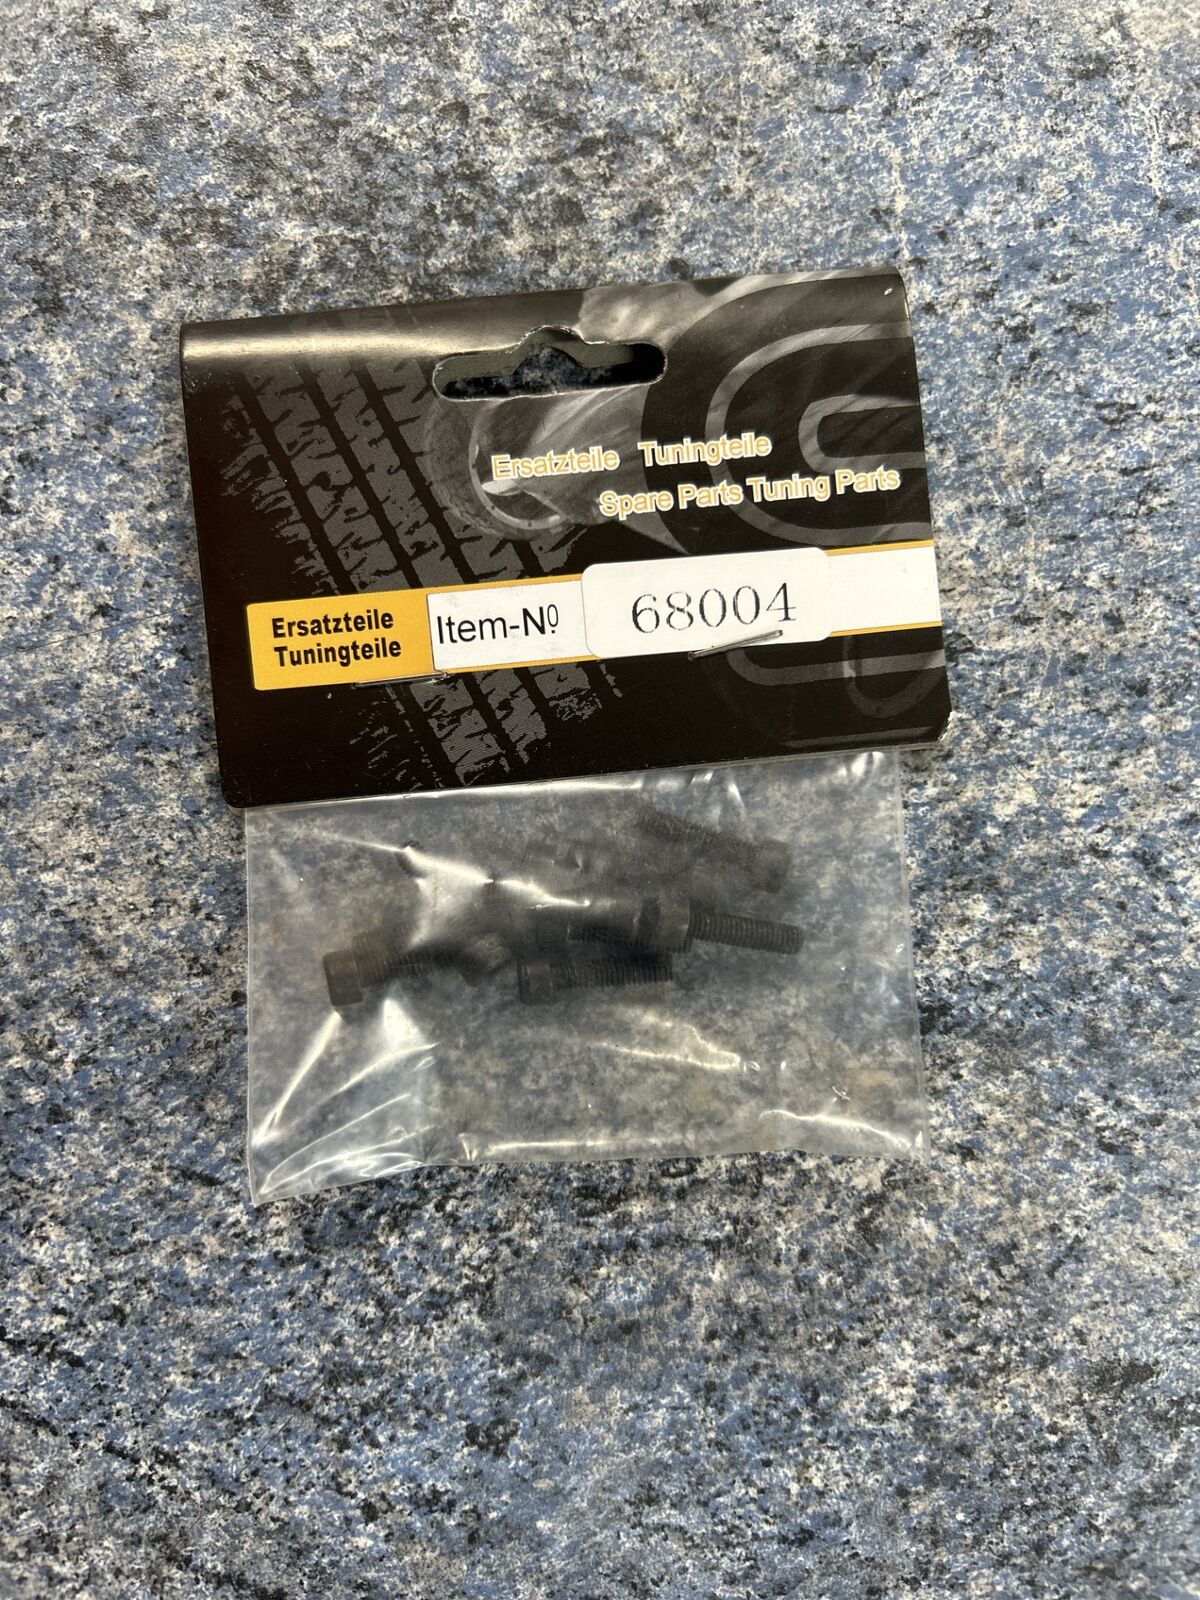 Ersatzteile Tuningteile
Spare Parts Tuning Parts
Ersatzteile
Tuningteile
Item-Nº.
68004